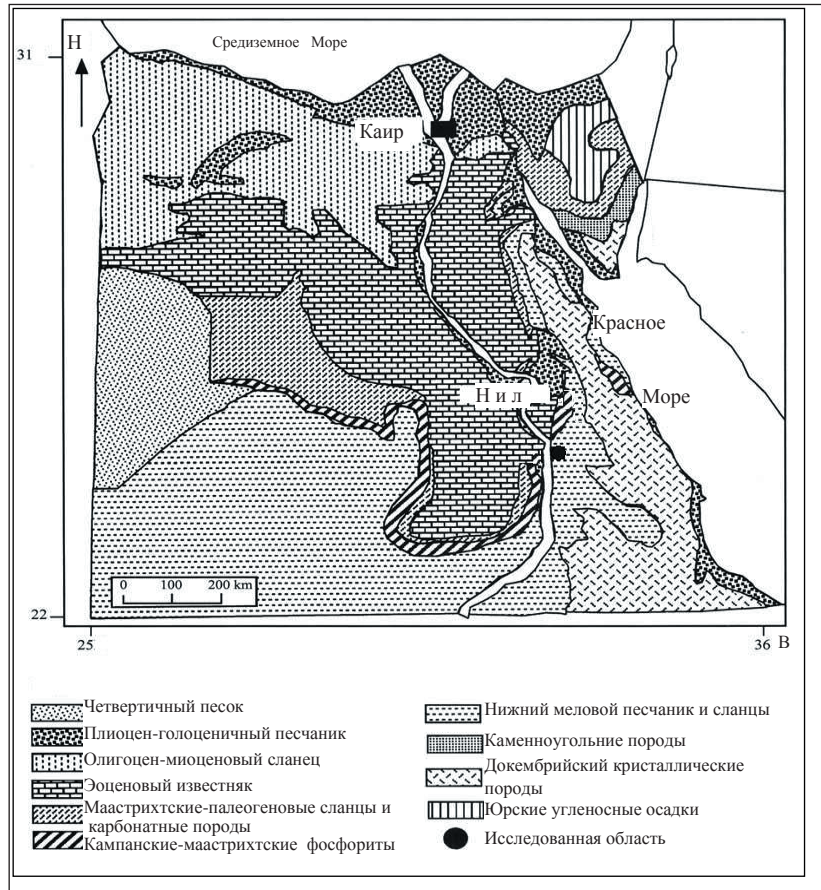 Средиземное Море
31
Н
Каир
Красное
Нил
Море
0 100 200 km
22
25
36 В
Четвертичный песок
Плиоцен-голоценичный песчаник
Олигоцен-миоценовый сланец
Эоценовый известняк
Маастрихтские-палеогеновые сланцы и
карбонатные породы
Кампанские-маастрихтские фосфориты
Нижний меловой песчаник и сланцы
Каменноугольние породы
Докембрийский кристаллические
породы
Юрские угленосные осадки
Исследованная область